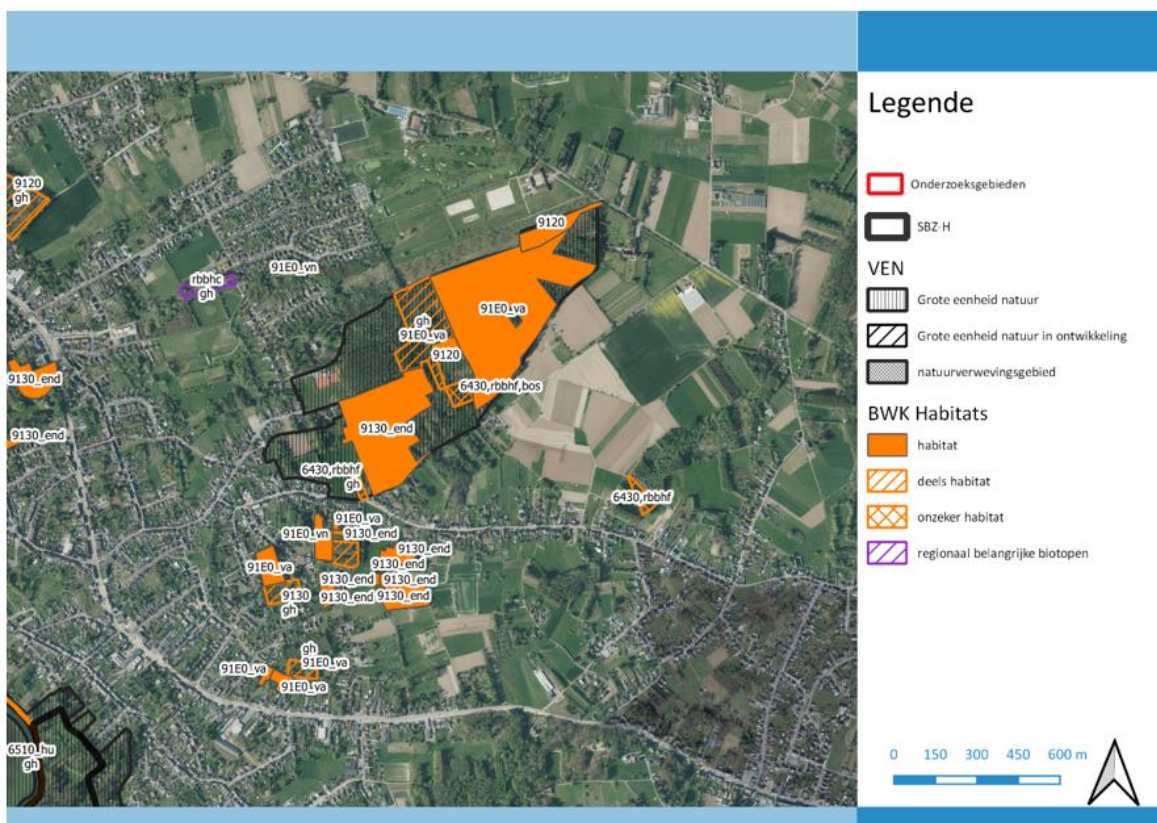 Legende
Onderzoeksgebieden
SBZ-H
VEN
Grote eenheid natuur
Grote eenheid natuur in ontwikkeling
natuurverwevingsgebied
BWK Habitats
habitat
deels habitat
onzeker habitat
regionaal belangrijke biotopen
0 150 300 450 600 m
9120
gh
9120
91E0_vn
rbbhc
gh
91E0_va
gh
91E0_va
9120
9130_end
6430,rbbhf,bos
9130_end
9130_end
6430,rbbhf
gh
6430,rbbhf
91E0_va
91E0_vn
9130_end
9130_end
9130_end
91E0_va
9130_end
9130_end
9130
gh
9130_end
9130_end
gh
91E0_va
91E0_va
91E0_va
6510_hu
gh